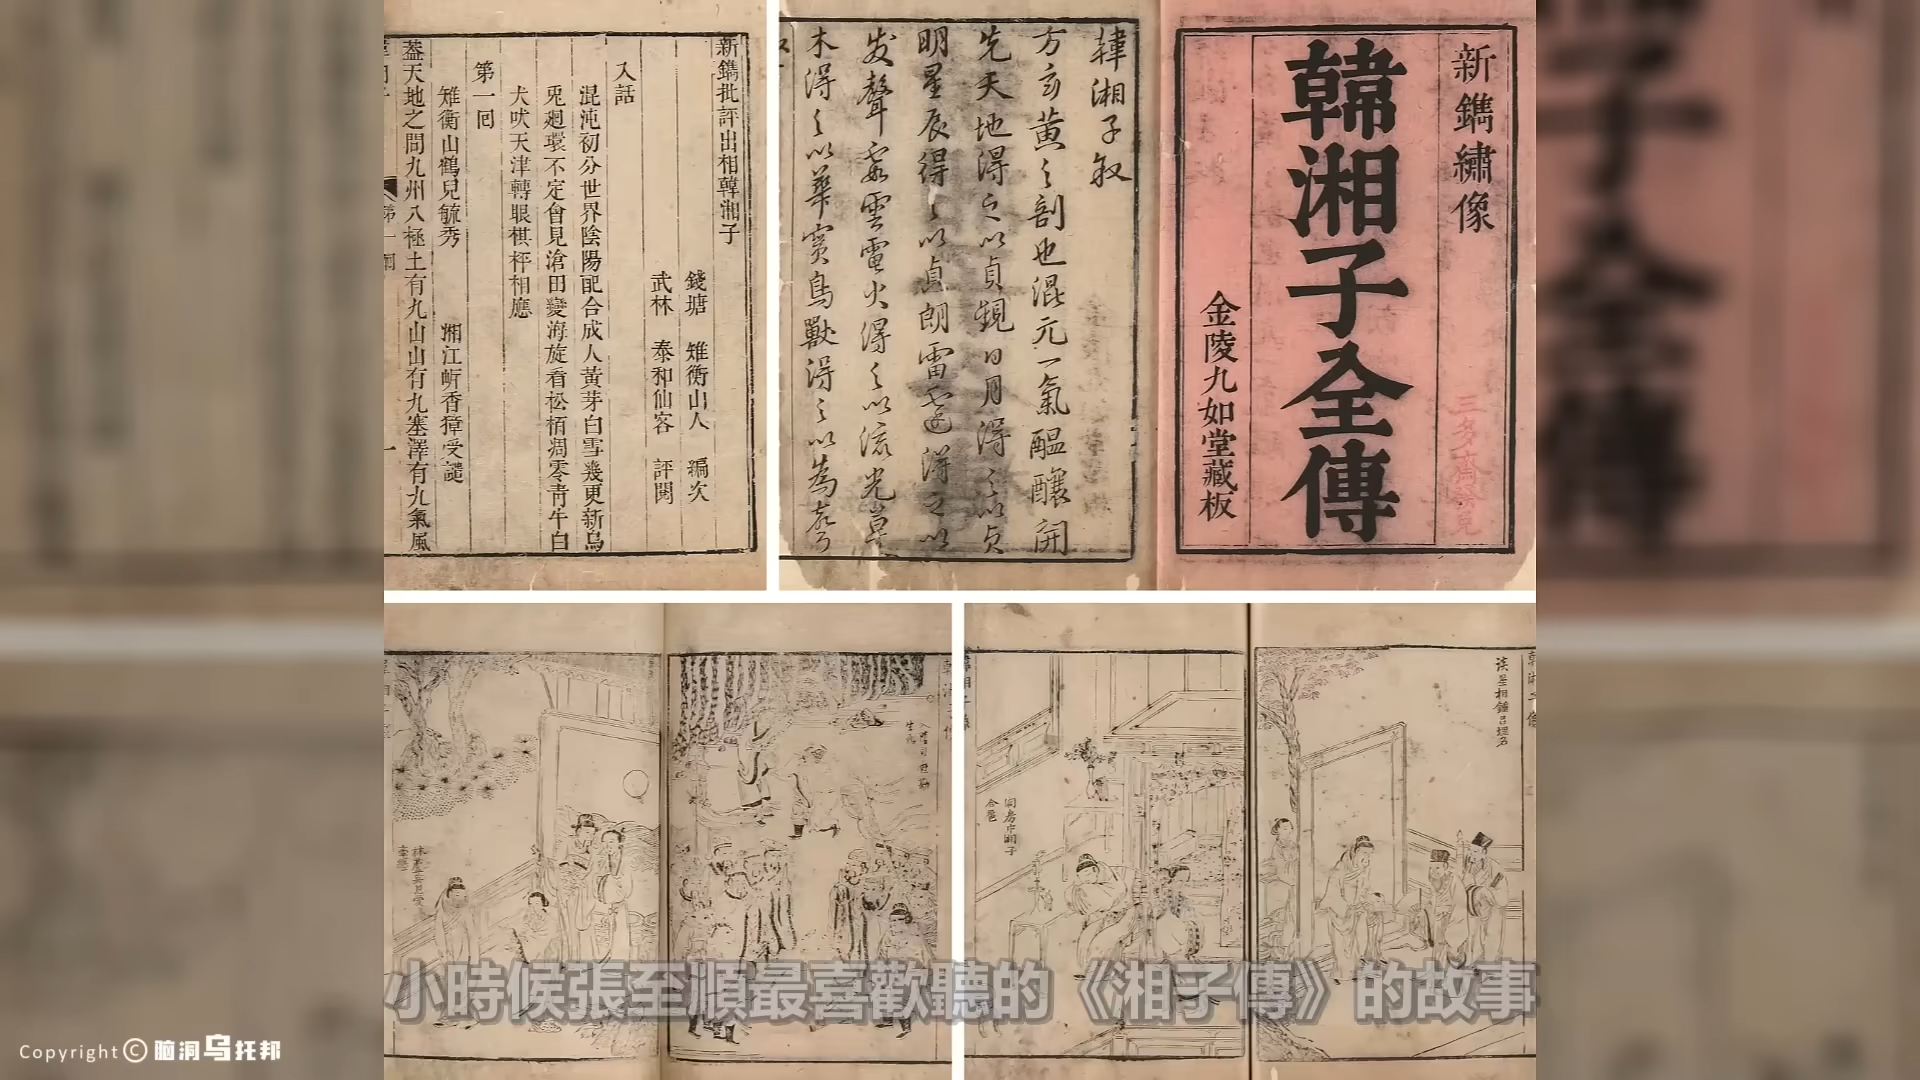 新鐫繡像
韓湘子全傳
金陵九如堂藏板
韓湘子敘
方玄黃之剖也混元一氣醞釀開
先天地得之以貞觀日月得之以貞
明星辰得之以貞朗雷霆得之以
发聲雲電火得之以流光草
木得之以華實鳥獸得之以為
新鐫批評出相韓湘子
錢塘 雉衡山人 編次
武林 泰和仙客 評閱
入話
混沌初分世界陰陽配合成人黃芽白雪幾更新烏
兎廻環不定曾見滄田變海旋看松栢凋零青牛白
犬吠天津轉眼棋枰相應
第一回
雉衡山鶴兒毓秀 湘江岸香獐受譴
蓋天地之間九州八極土有九山山有九塞澤有九氣風
小時候張至順最喜歡聽的《湘子傳》的故事
Copyright © 脑洞乌托邦